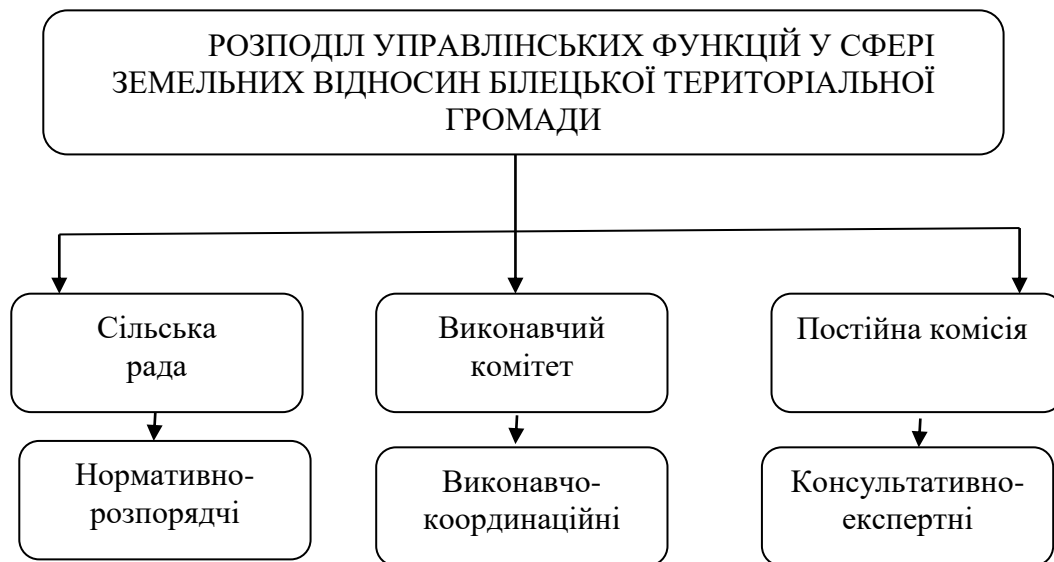 РОЗПОДІЛ УПРАВЛІНСЬКИХ ФУНКЦІЙ У СФЕРІ
ЗЕМЕЛЬНИХ ВІДНОСИН БІЛЕЦЬКОЇ ТЕРИТОРІАЛЬНОЇ
ГРОМАДИ
Сільська
рада
Виконавчий
комітет
Постійна комісія
Нормативно-
розпорядчі
Виконавчо-
координаційні
Консультативно-
експертні